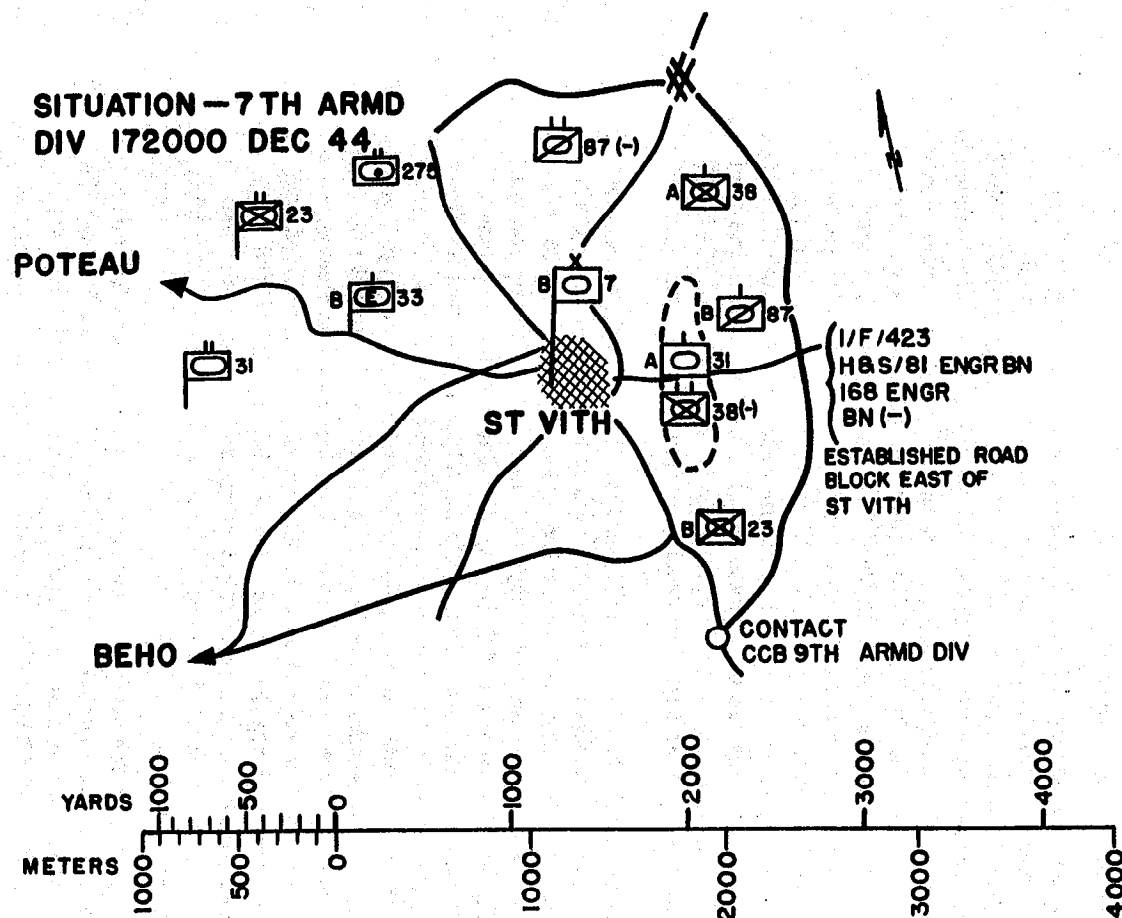 SITUATION — 7TH ARMD
DIV 172000 DEC 44
87 (-)
275
A 38
23
POTEAU
B 7
B E 33
B 87
31
A 31
I/F/423
H&S/81 ENGR BN
168 ENGR
BN (-)
38(-)
ST VITH
ESTABLISHED ROAD
BLOCK EAST OF
ST VITH
B 23
CONTACT
CCB 9TH ARMD DIV
BEHO
N
YARDS 1000 500 0 1000 2000 3000 4000
METERS 1000 500 0 1000 2000 3000 4000